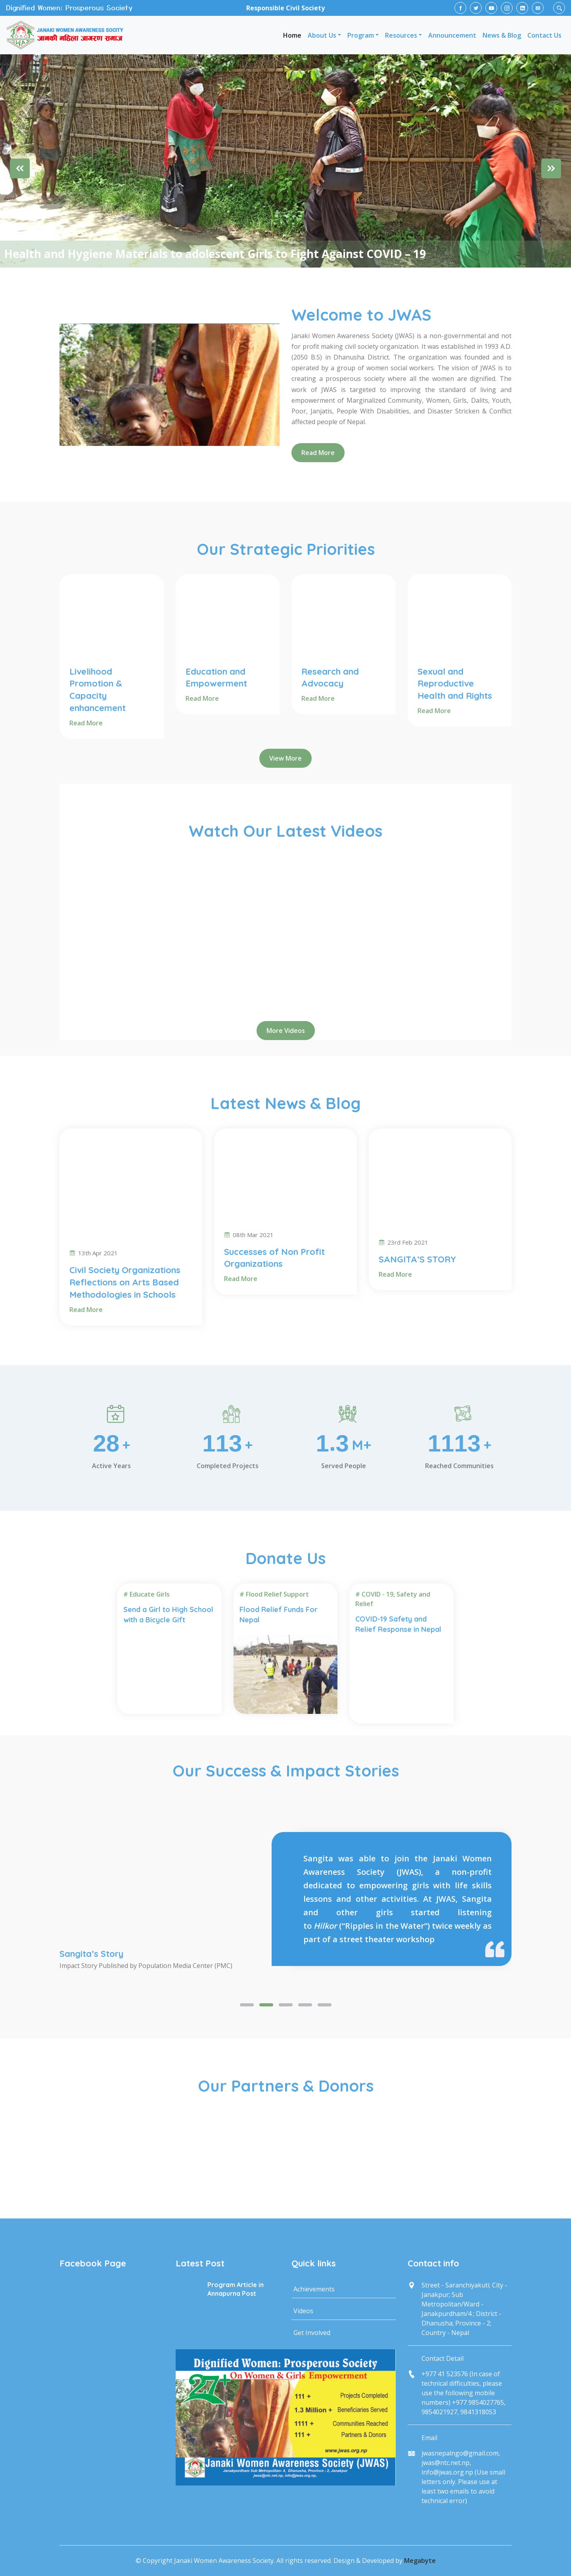 Dignified Women: Prosperous Society
Responsible Civil Society
JANAKI WOMEN AWARENESS SOCITY
जानकी महिला जागरण समाज
Home
About Us
Program
Resources
Announcement
News & Blog
Contact Us
Health and Hygiene Materials to adolescent Girls to Fight Against COVID – 19
Welcome to JWAS
Janaki Women Awareness Society (JWAS) is a non-governmental and not
for profit making civil society organization. It was established in 1993 A.D.
(2050 B.S) in Dhanusha District. The organization was founded and is
operated by a group of women social workers. The vision of JWAS is to
creating a prosperous society where all the women are dignified. The
work of JWAS is targeted to improving the standard of living and
empowerment of Marginalized Community, Women, Girls, Dalits, Youth,
Poor, Janjatis, People With Disabilities, and Disaster Stricken & Conflict
affected people of Nepal.
Read More
Our Strategic Priorities
Livelihood
Promotion &
Capacity
enhancement
Read More
Education and
Empowerment
Read More
Research and
Advocacy
Read More
Sexual and
Reproductive
Health and Rights
Read More
View More
Watch Our Latest Videos
More Videos
Latest News & Blog
13th Apr 2021
Civil Society Organizations
Reflections on Arts Based
Methodologies in Schools
Read More
08th Mar 2021
Successes of Non Profit
Organizations
Read More
23rd Feb 2021
SANGITA'S STORY
Read More
28 +
Active Years
113 +
Completed Projects
1.3 M+
Served People
1113 +
Reached Communities
Donate Us
# Educate Girls
Send a Girl to High School
with a Bicycle Gift
# Flood Relief Support
Flood Relief Funds For
Nepal
# COVID - 19, Safety and
Relief
COVID-19 Safety and
Relief Response in Nepal
Our Success & Impact Stories
Sangita was able to join the Janaki Women
Awareness Society (JWAS), a non-profit
dedicated to empowering girls with life skills
lessons and other activities. At JWAS, Sangita
and other girls started listening
to Hilkor ("Ripples in the Water") twice weekly as
part of a street theater workshop
Sangita's Story
Impact Story Published by Population Media Center (PMC)
Our Partners & Donors
Facebook Page
Latest Post
Program Article in
Annapurna Post
Quick links
Achievements
Videos
Get Involved
Contact info
Street - Saranchiyakuti; City -
Janakpur; Sub
Metropolitan/Ward -
Janakpurdham/4 ; District -
Dhanusha; Province - 2;
Country - Nepal
Contact Detail
+977 41 523576 (In case of
technical difficulties, please
use the following mobile
numbers) +977 9854027765,
9854021927, 9841318053
Email
jwasnepalngo@gmail.com,
jwas@ntc.net.np,
info@jwas.org.np (Use small
letters only. Please use at
least two emails to avoid
technical error)
Dignified Women: Prosperous Society
27+
On Women & Girls' Empowerment
111 + Projects Completed
1.3 Million + Beneficiaries Served
1111 + Communities Reached
111 + Partners & Donors
www.jwas.org.np
Janaki Women Awareness Society (JWAS)
© Copyright Janaki Women Awareness Society. All rights reserved. Design & Developed by Megabyte